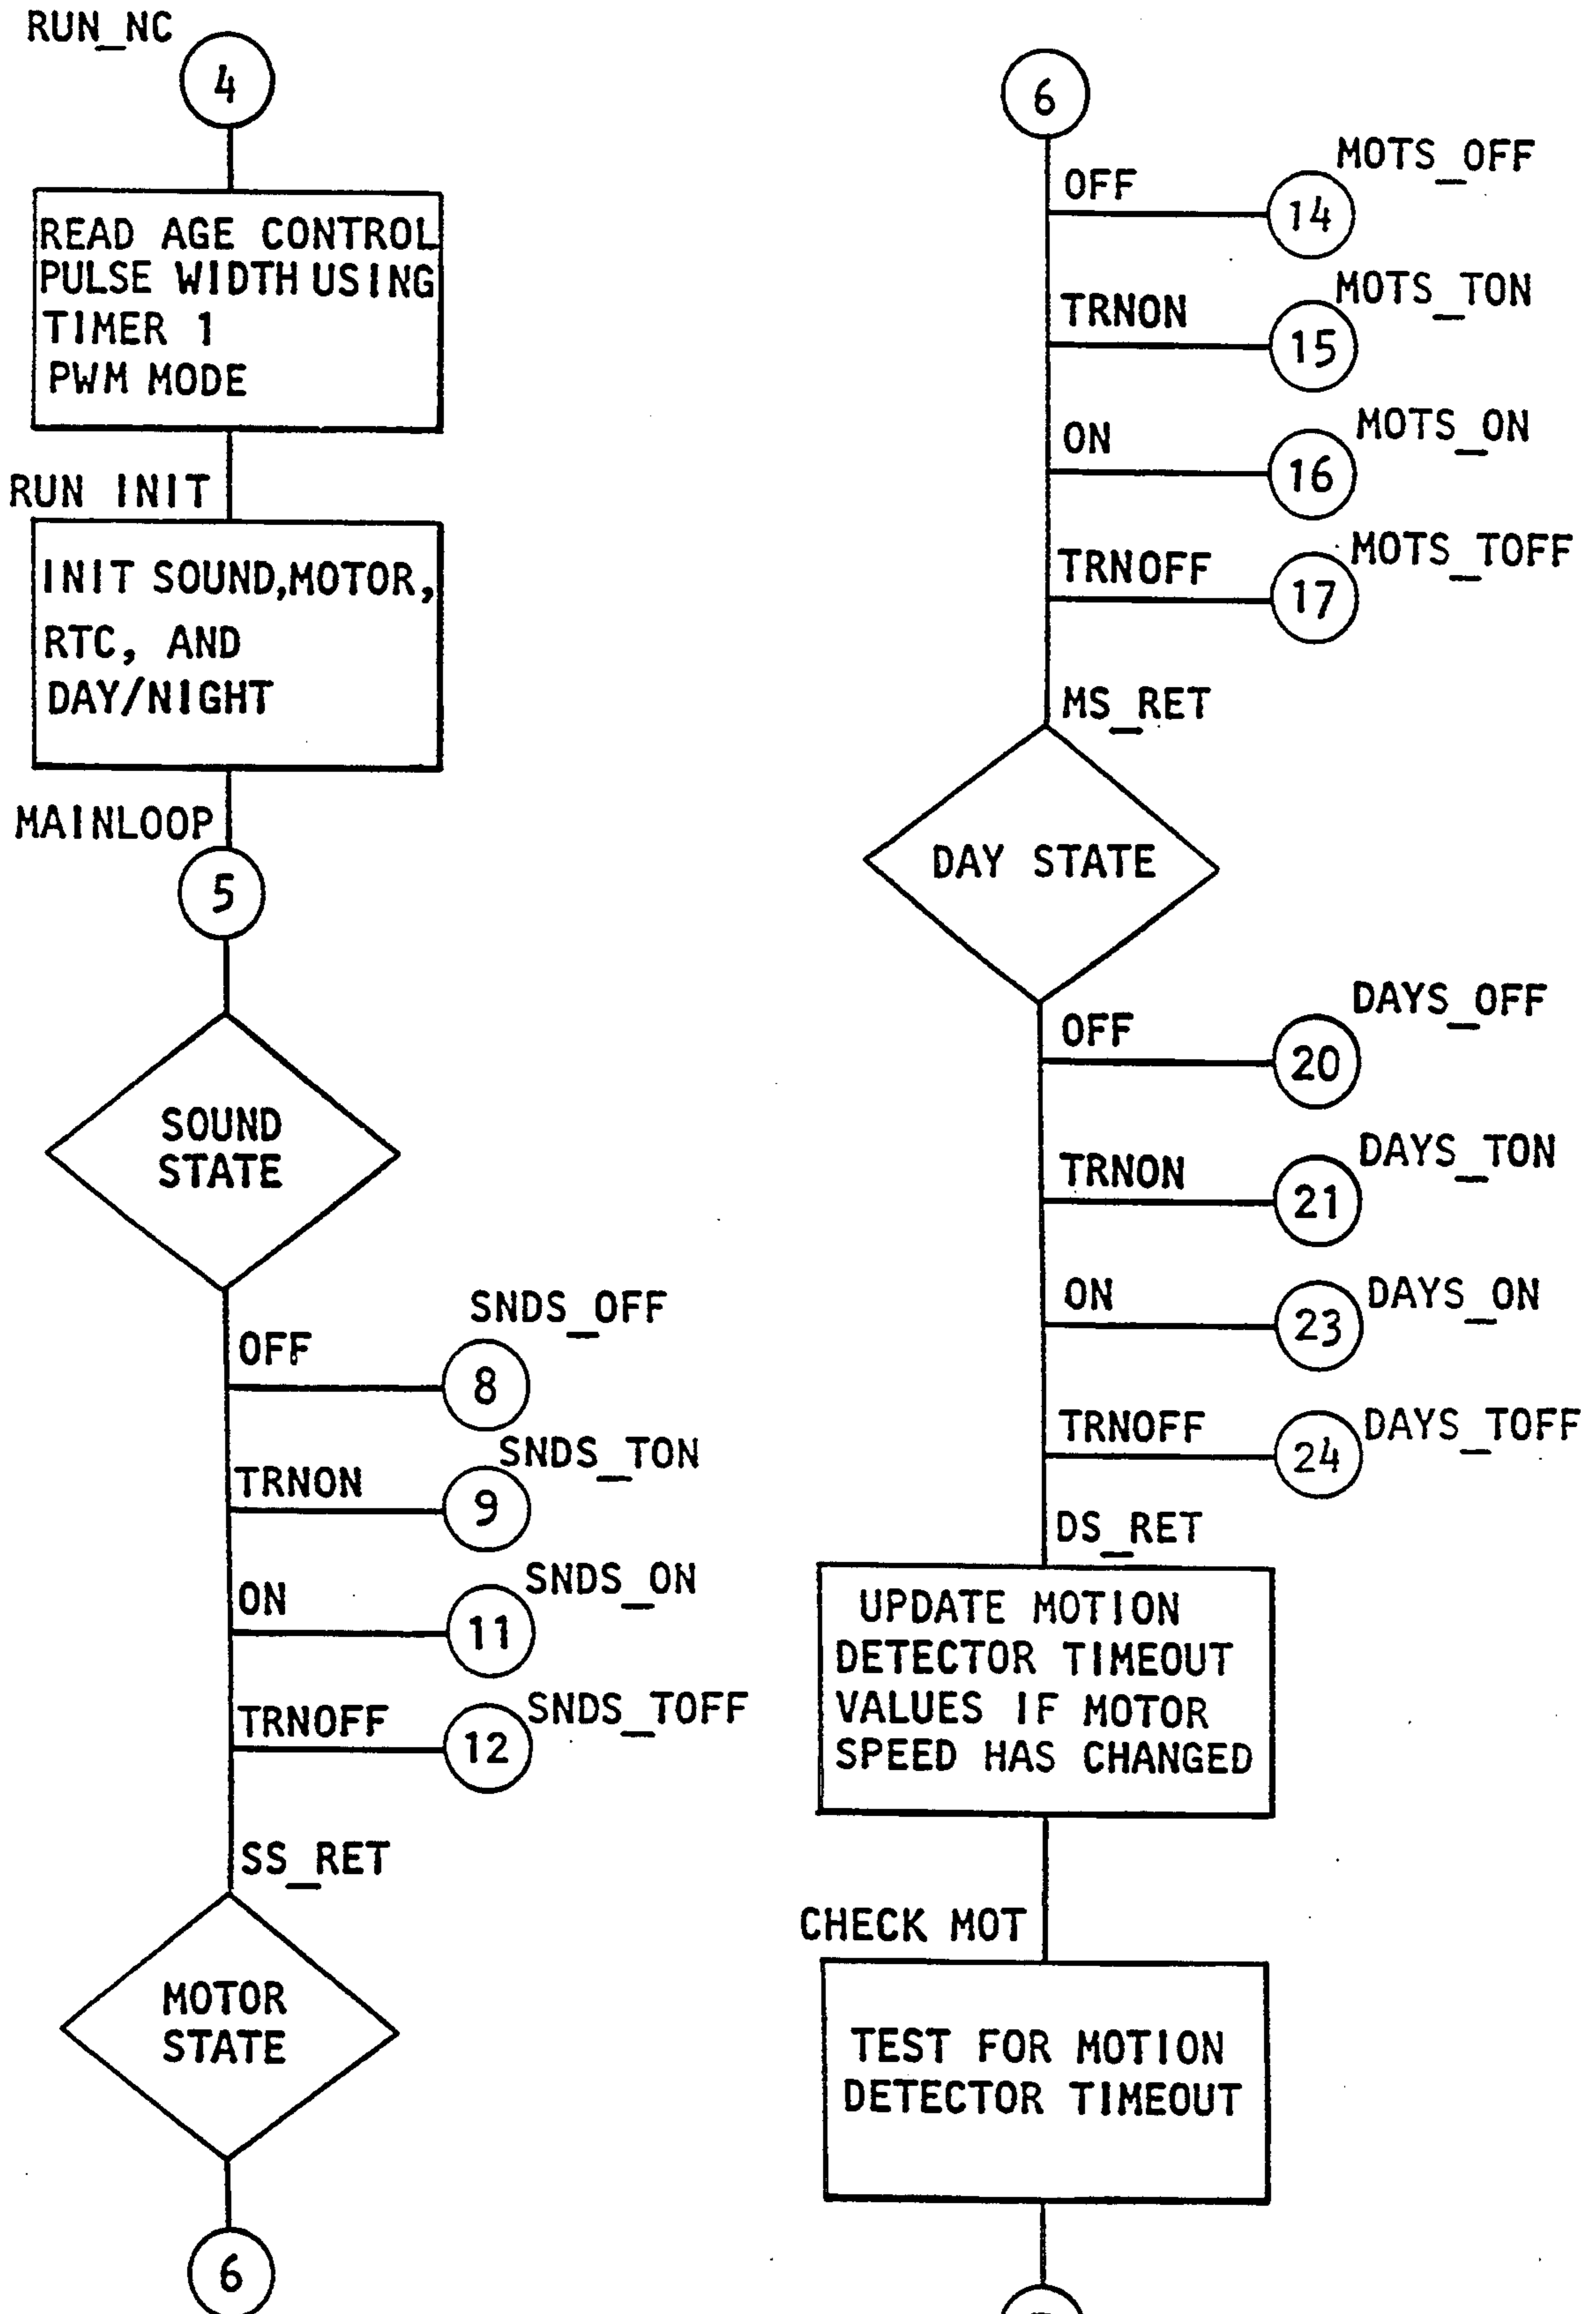 RUN_NC
4
READ AGE CONTROL
PULSE WIDTH USING
TIMER 1
PWM MODE
RUN INIT
INIT SOUND,MOTOR,
RTC, AND
DAY/NIGHT
MAINLOOP
5
SOUND
STATE
SNDS_OFF
OFF
8
SNDS_TON
TRNON
9
SNDS_ON
ON
11
SNDS_TOFF
TRNOFF
12
SS_RET
MOTOR
STATE
6
6
MOTS_OFF
OFF
14
MOTS_TON
TRNON
15
MOTS_ON
ON
16
MOTS_TOFF
TRNOFF
17
MS_RET
DAY STATE
DAYS_OFF
OFF
20
DAYS_TON
TRNON
21
DAYS_ON
ON
23
DAYS_TOFF
TRNOFF
24
DS_RET
UPDATE MOTION
DETECTOR TIMEOUT
VALUES IF MOTOR
SPEED HAS CHANGED
CHECK MOT
TEST FOR MOTION
DETECTOR TIMEOUT